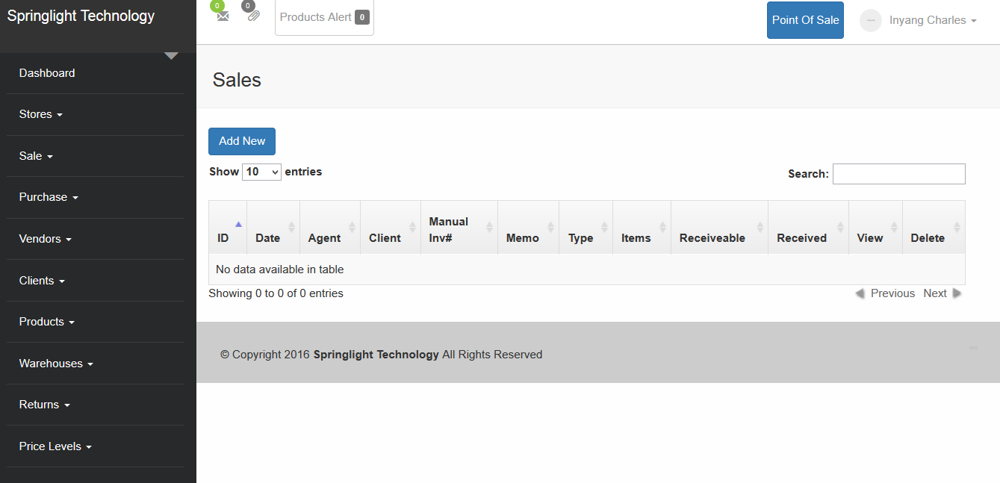 Springlight Technology
0
0
Products Alert 0
Point Of Sale
Inyang Charles
Dashboard
Stores
Sale
Purchase
Vendors
Clients
Products
Warehouses
Returns
Price Levels
Sales
Add New
Show 10 entries
Search:
ID Date Agent Client Manual Inv# Memo Type Items Receiveable Received View Delete
No data available in table
Showing 0 to 0 of 0 entries
Previous Next
© Copyright 2016 Springlight Technology All Rights Reserved